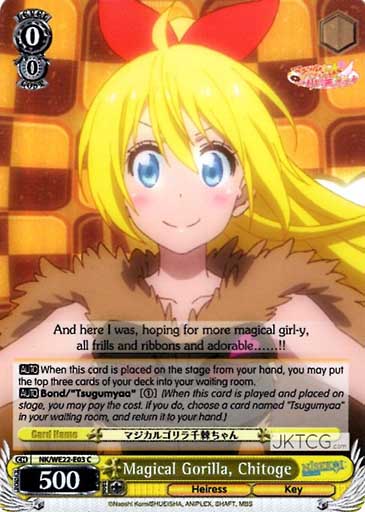 0
0
And here I was, hoping for more magical girl-y,
all frills and ribbons and adorable......!!
AUTO When this card is placed on the stage from your hand, you may put
the top three cards of your deck into your waiting room.
AUTO Bond/"Tsugumyaa" [①] [When this card is played and placed
on stage, you may pay the cost. If you do, choose a card named "Tsugumyaa"
in your waiting room, and return it to your hand.]
Card Name
マジカルゴリラ千棘ちゃん
JKTCG.com
CH
NK/WE22-E03 C
Magical Gorilla, Chitoge
NISEKOI
500
Heiress
Key
©Naoshi Komi/SHUEISHA, ANIPLEX, SHAFT, MBS